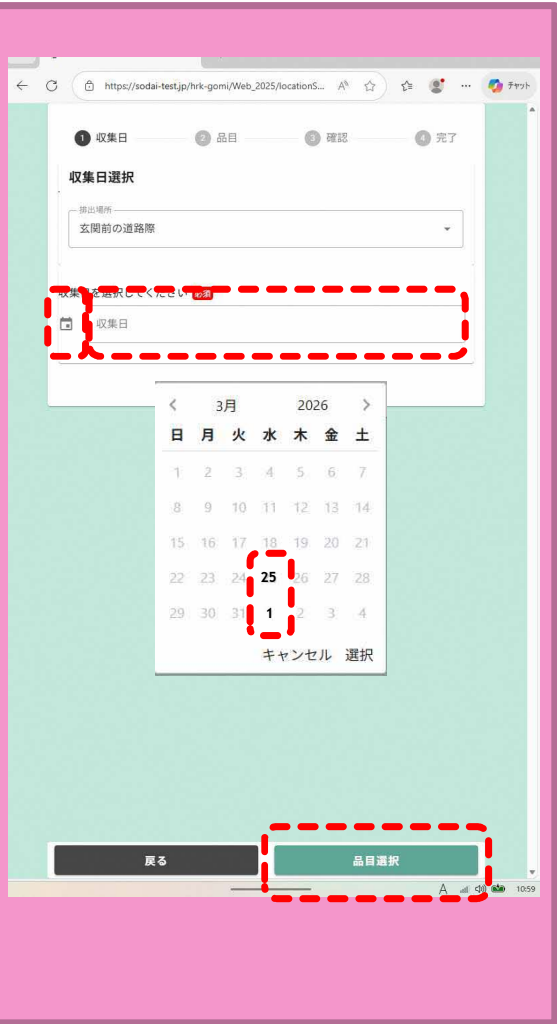 https://sodai-test.jp/hrk-gomi/Web_2025/locationS...
チャット
1 収集日 2 品目 3 確認 4 完了
収集日選択
排出場所
玄関前の道路際
収集日を選択してください 必須
収集日
3月 2026
日 月 火 水 木 金 土
1 2 3 4 5 6 7
8 9 10 11 12 13 14
15 16 17 18 19 20 21
22 23 24 25 26 27 28
29 30 31 1 2 3 4
キャンセル 選択
戻る 品目選択
A 10:59